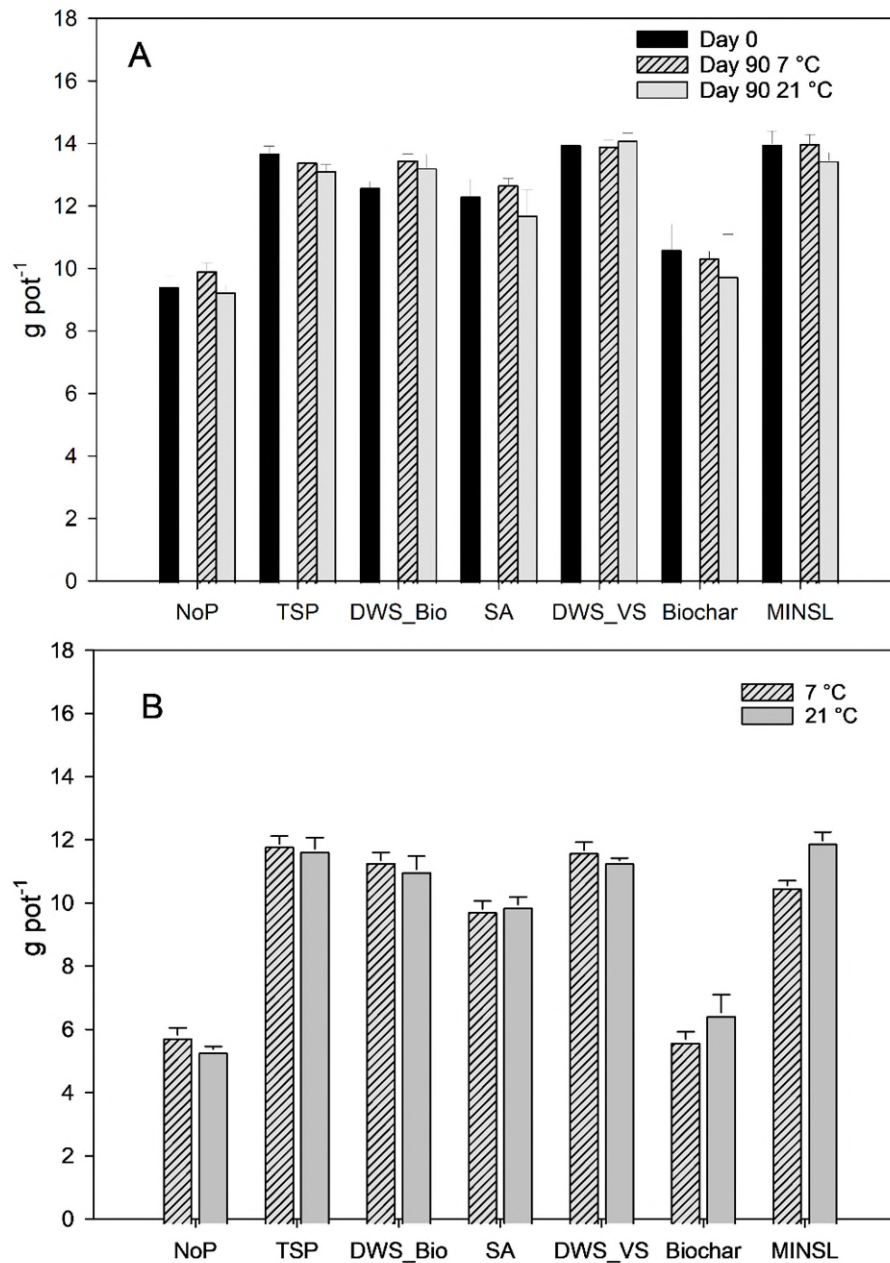 18
A
Day 0
Day 90 7 °C
Day 90 21 °C
16
14
12
10
g pot⁻¹
8
6
4
2
0
NoP TSP DWS_Bio SA DWS_VS Biochar MINSL
18
B
7 °C
21 °C
16
14
12
10
g pot⁻¹
8
6
4
2
0
NoP TSP DWS_Bio SA DWS_VS Biochar MINSL